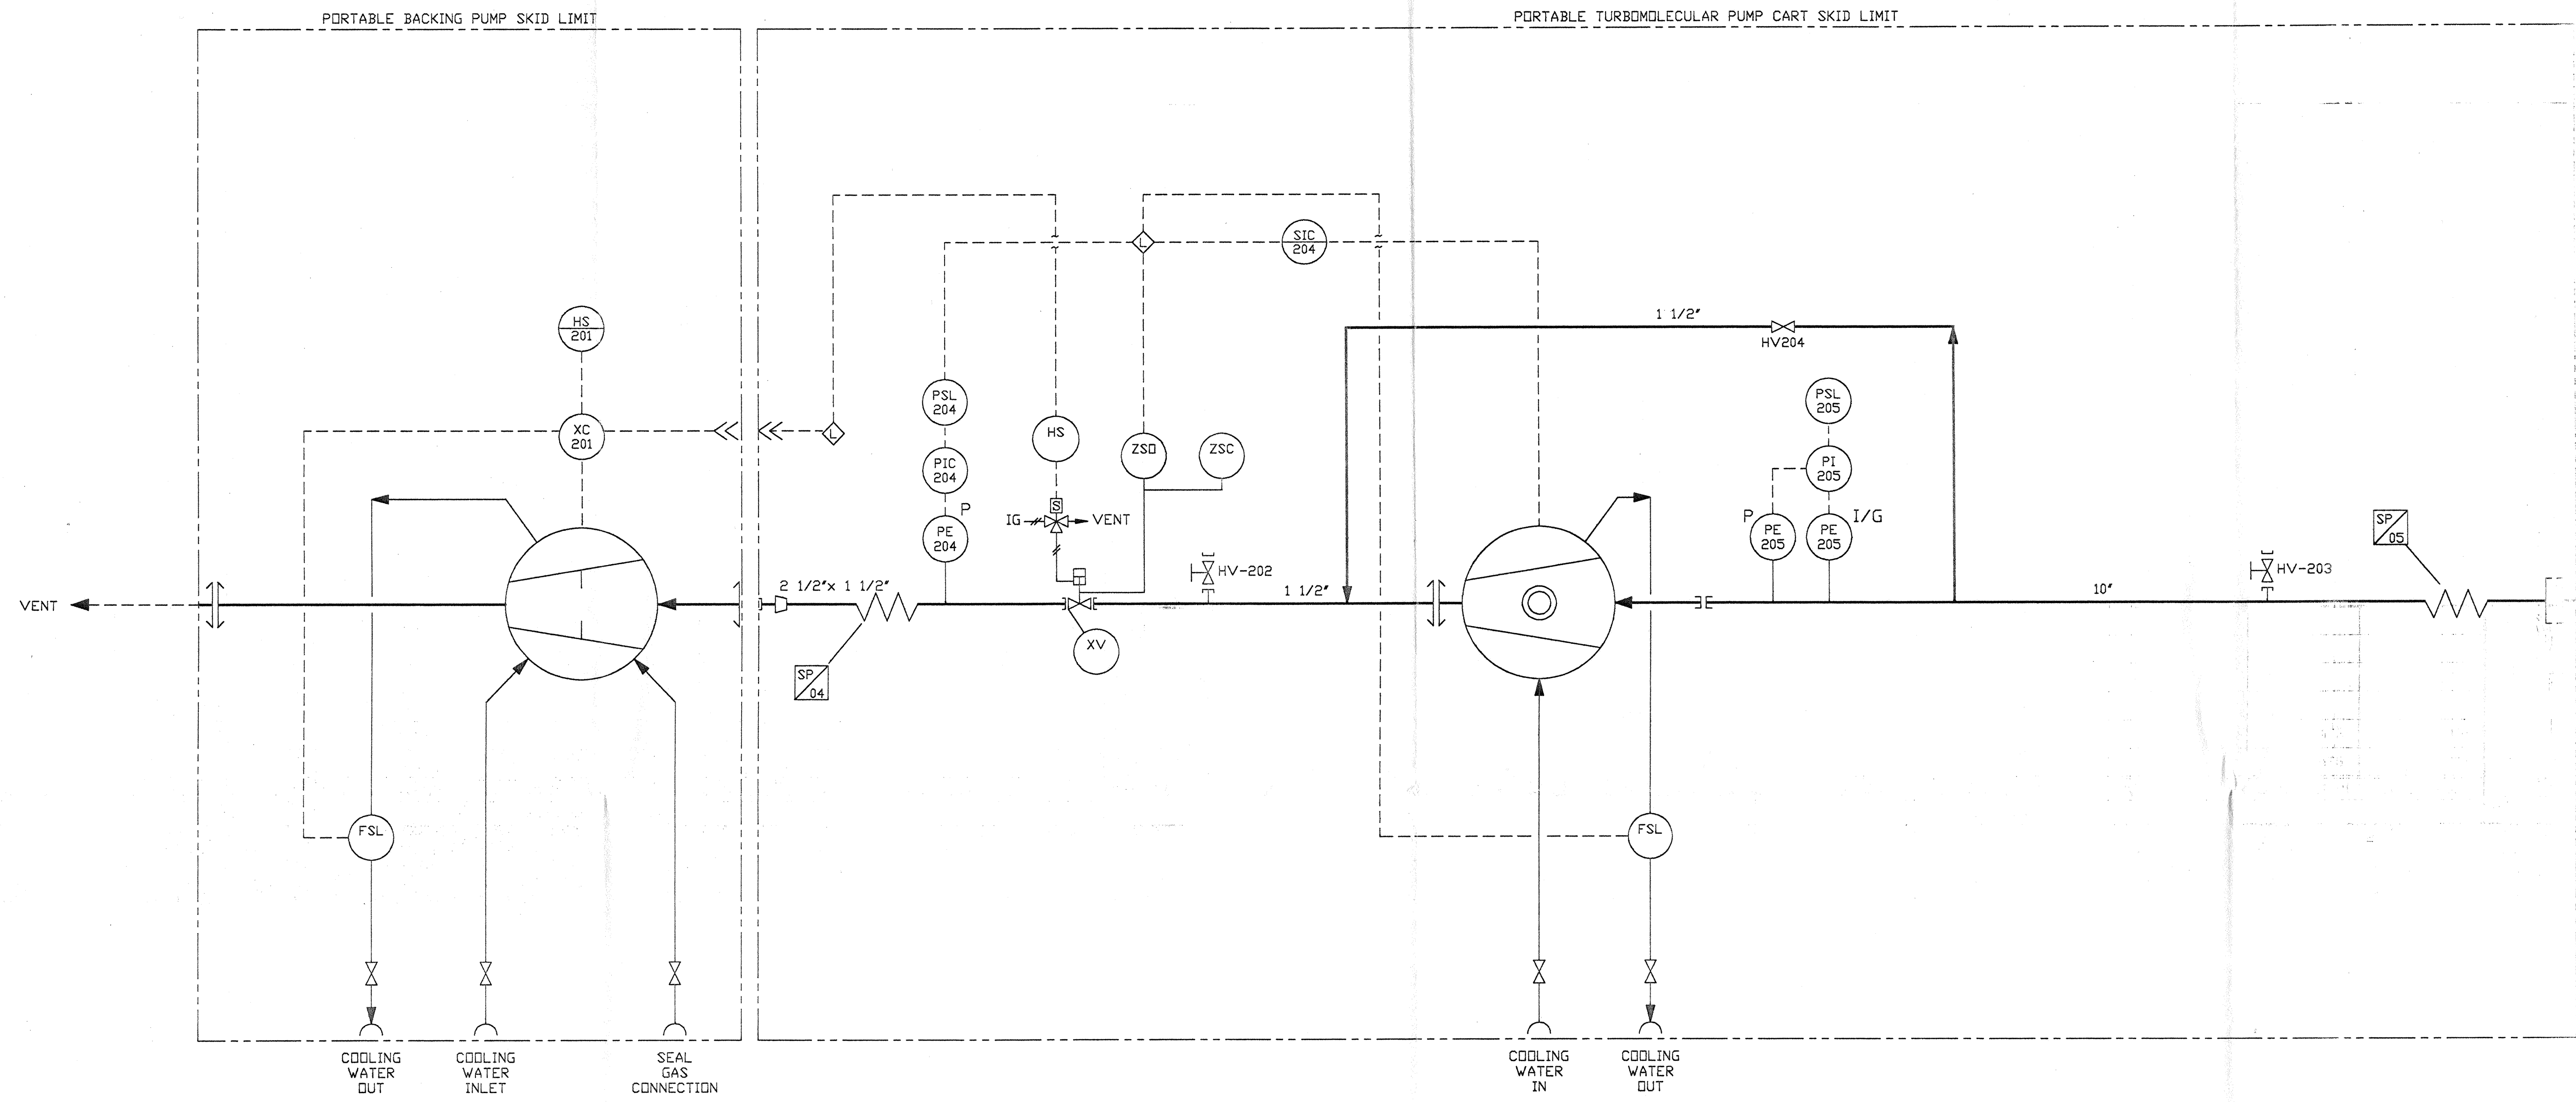 PORTABLE BACKING PUMP SKID LIMIT
PORTABLE TURBOMOLECULAR PUMP CART SKID LIMIT
L
SIC
204
HS
201
1 1/2"
HV204
PSL
204
PSL
205
XC
201
L
HS
ZSO
ZSC
PIC
204
PI
205
S
P
IG
VENT
PE
204
P
PE
205
PE
205
I/G
SP
05
HV-202
HV-203
VENT
2 1/2"x 1 1/2"
1 1/2"
10"
XV
SP
04
FSL
FSL
COOLING
WATER
OUT
COOLING
WATER
INLET
SEAL
GAS
CONNECTION
COOLING
WATER
IN
COOLING
WATER
OUT